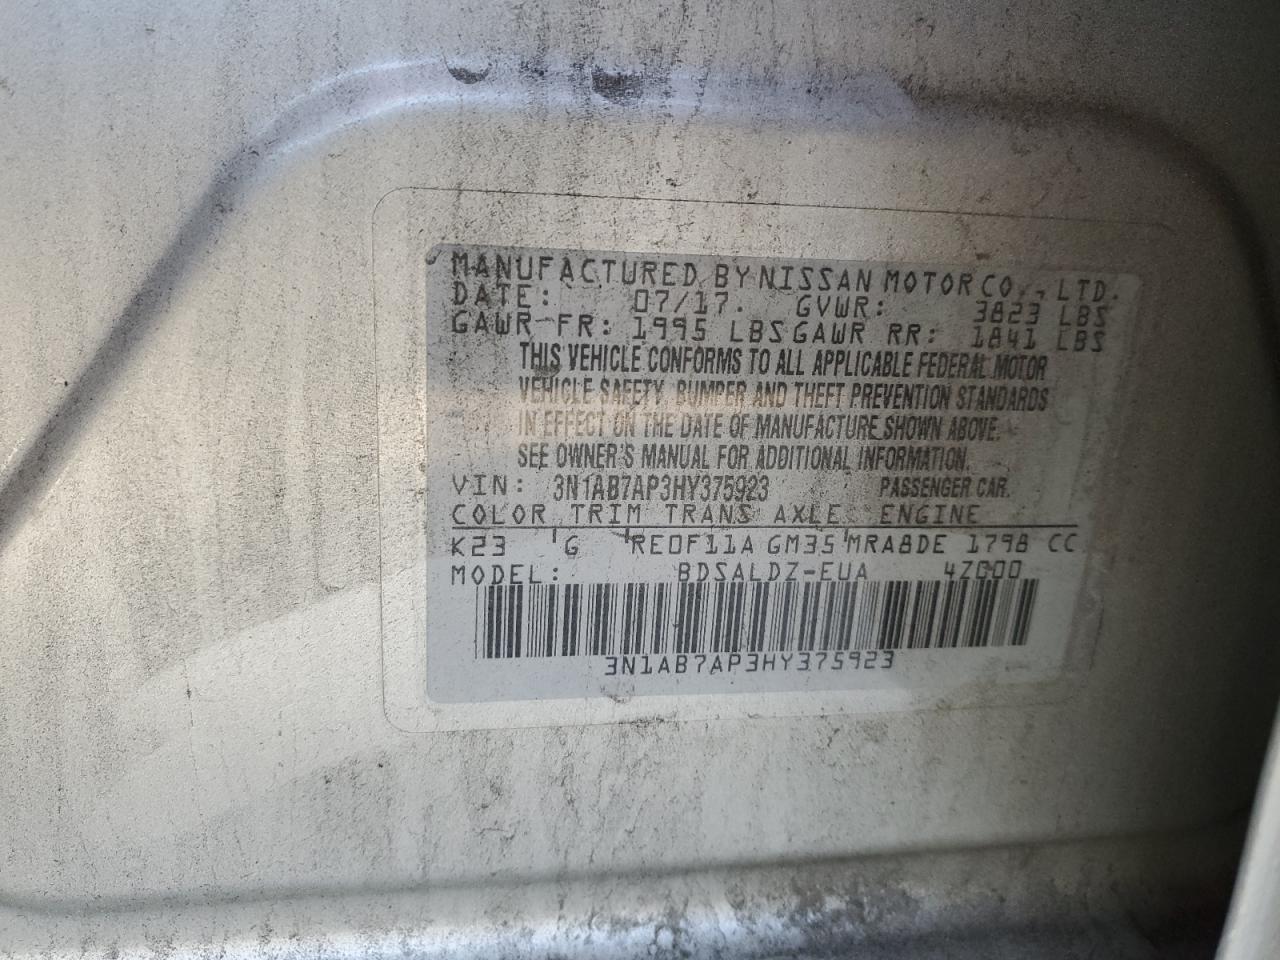 MANUFACTURED BY NISSAN MOTOR CO., LTD.
DATE: 07/17. GVWR: 3823 LBS
GAWR FR: 1995 LBS GAWR RR: 1841 LBS
THIS VEHICLE CONFORMS TO ALL APPLICABLE FEDERAL MOTOR
VEHICLE SAFETY, BUMPER AND THEFT PREVENTION STANDARDS
IN EFFECT ON THE DATE OF MANUFACTURE SHOWN ABOVE.
SEE OWNER'S MANUAL FOR ADDITIONAL INFORMATION.
VIN: 3N1AB7AP3HY375923 PASSENGER CAR.
COLOR TRIM TRANS AXLE ENGINE
K23 'G 'RE0F11A GM35'MRA8DE 1798 CC
MODEL: BDSALDZ-EUA 4Z000
3N1AB7AP3HY375923